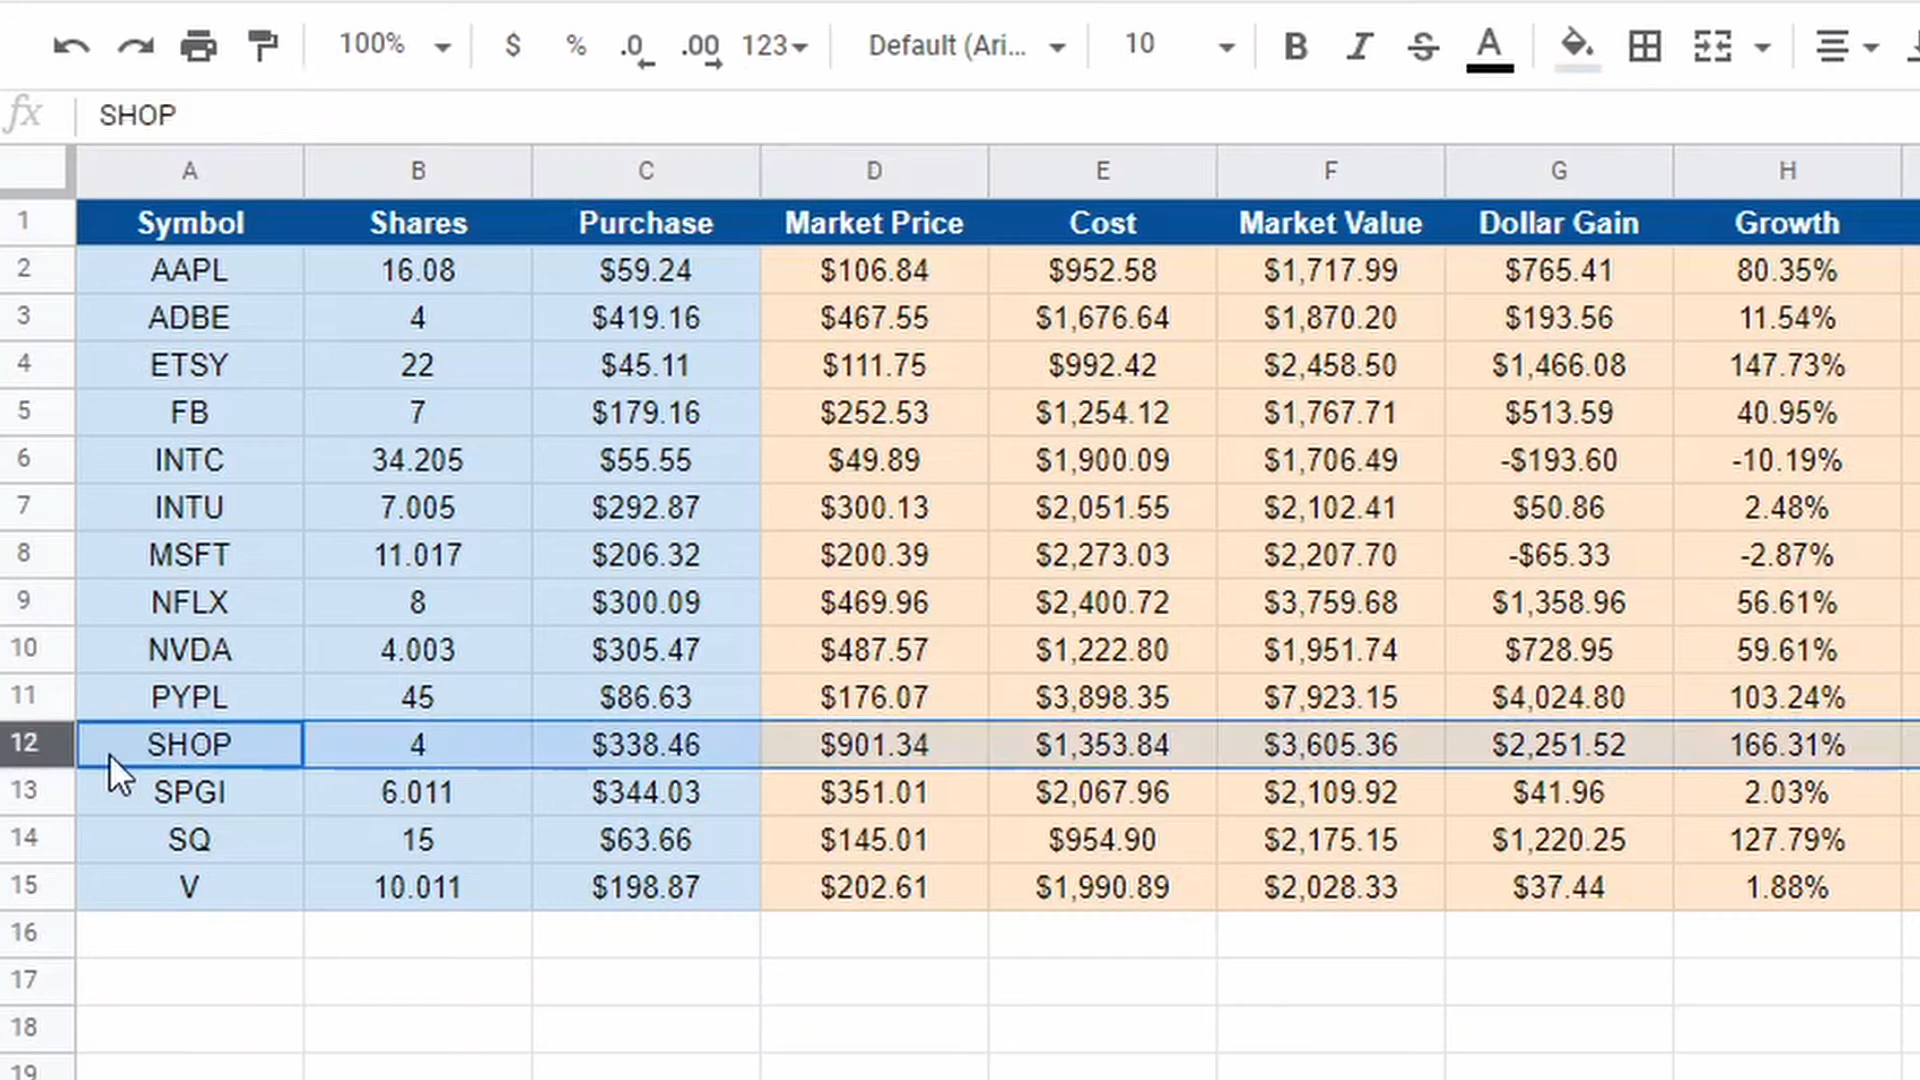 100% $ % .0 .00 123 Default (Ari... 10 B I S A
fx SHOP
A B C D E F G H
1 Symbol Shares Purchase Market Price Cost Market Value Dollar Gain Growth
2 AAPL 16.08 $59.24 $106.84 $952.58 $1,717.99 $765.41 80.35%
3 ADBE 4 $419.16 $467.55 $1,676.64 $1,870.20 $193.56 11.54%
4 ETSY 22 $45.11 $111.75 $992.42 $2,458.50 $1,466.08 147.73%
5 FB 7 $179.16 $252.53 $1,254.12 $1,767.71 $513.59 40.95%
6 INTC 34.205 $55.55 $49.89 $1,900.09 $1,706.49 -$193.60 -10.19%
7 INTU 7.005 $292.87 $300.13 $2,051.55 $2,102.41 $50.86 2.48%
8 MSFT 11.017 $206.32 $200.39 $2,273.03 $2,207.70 -$65.33 -2.87%
9 NFLX 8 $300.09 $469.96 $2,400.72 $3,759.68 $1,358.96 56.61%
10 NVDA 4.003 $305.47 $487.57 $1,222.80 $1,951.74 $728.95 59.61%
11 PYPL 45 $86.63 $176.07 $3,898.35 $7,923.15 $4,024.80 103.24%
12 SHOP 4 $338.46 $901.34 $1,353.84 $3,605.36 $2,251.52 166.31%
13 SPGI 6.011 $344.03 $351.01 $2,067.96 $2,109.92 $41.96 2.03%
14 SQ 15 $63.66 $145.01 $954.90 $2,175.15 $1,220.25 127.79%
15 V 10.011 $198.87 $202.61 $1,990.89 $2,028.33 $37.44 1.88%
16
17
18
19